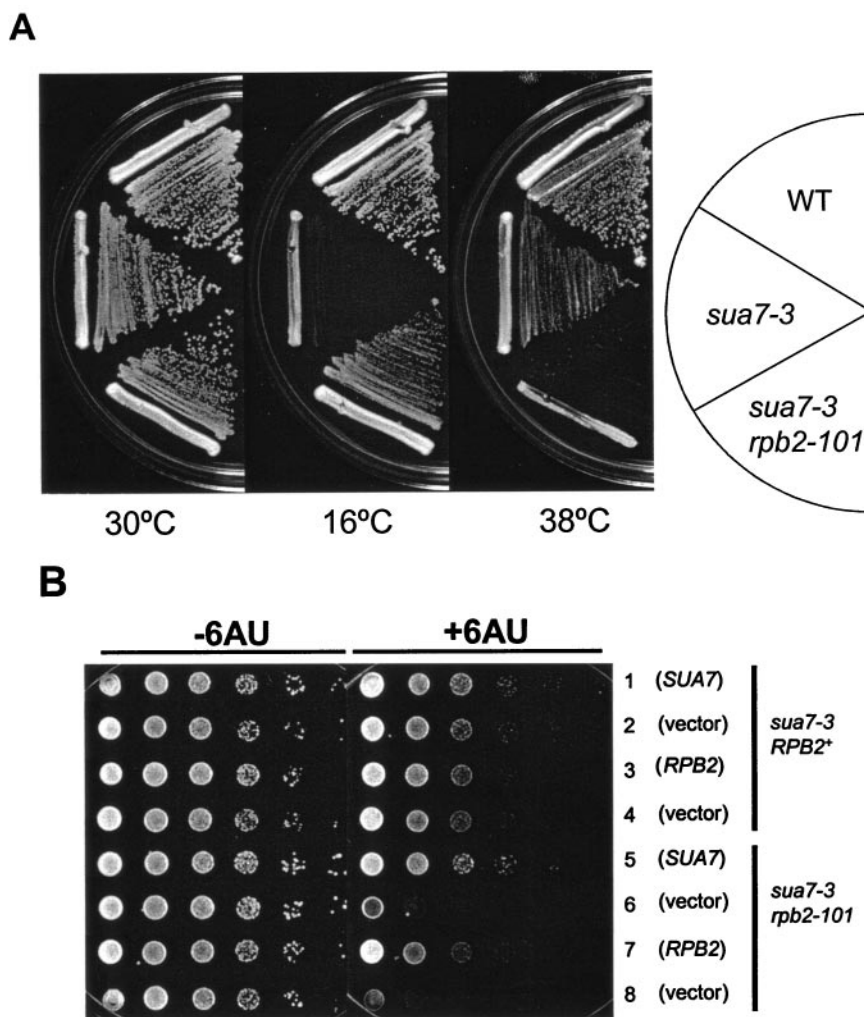 A
WT
sua7-3
sua7-3
rpb2-101
30ºC 16ºC 38ºC
B
-6AU +6AU
1 (SUA7)
2 (vector)
3 (RPB2)
4 (vector)
sua7-3
RPB2+
5 (SUA7)
6 (vector)
7 (RPB2)
8 (vector)
sua7-3
rpb2-101